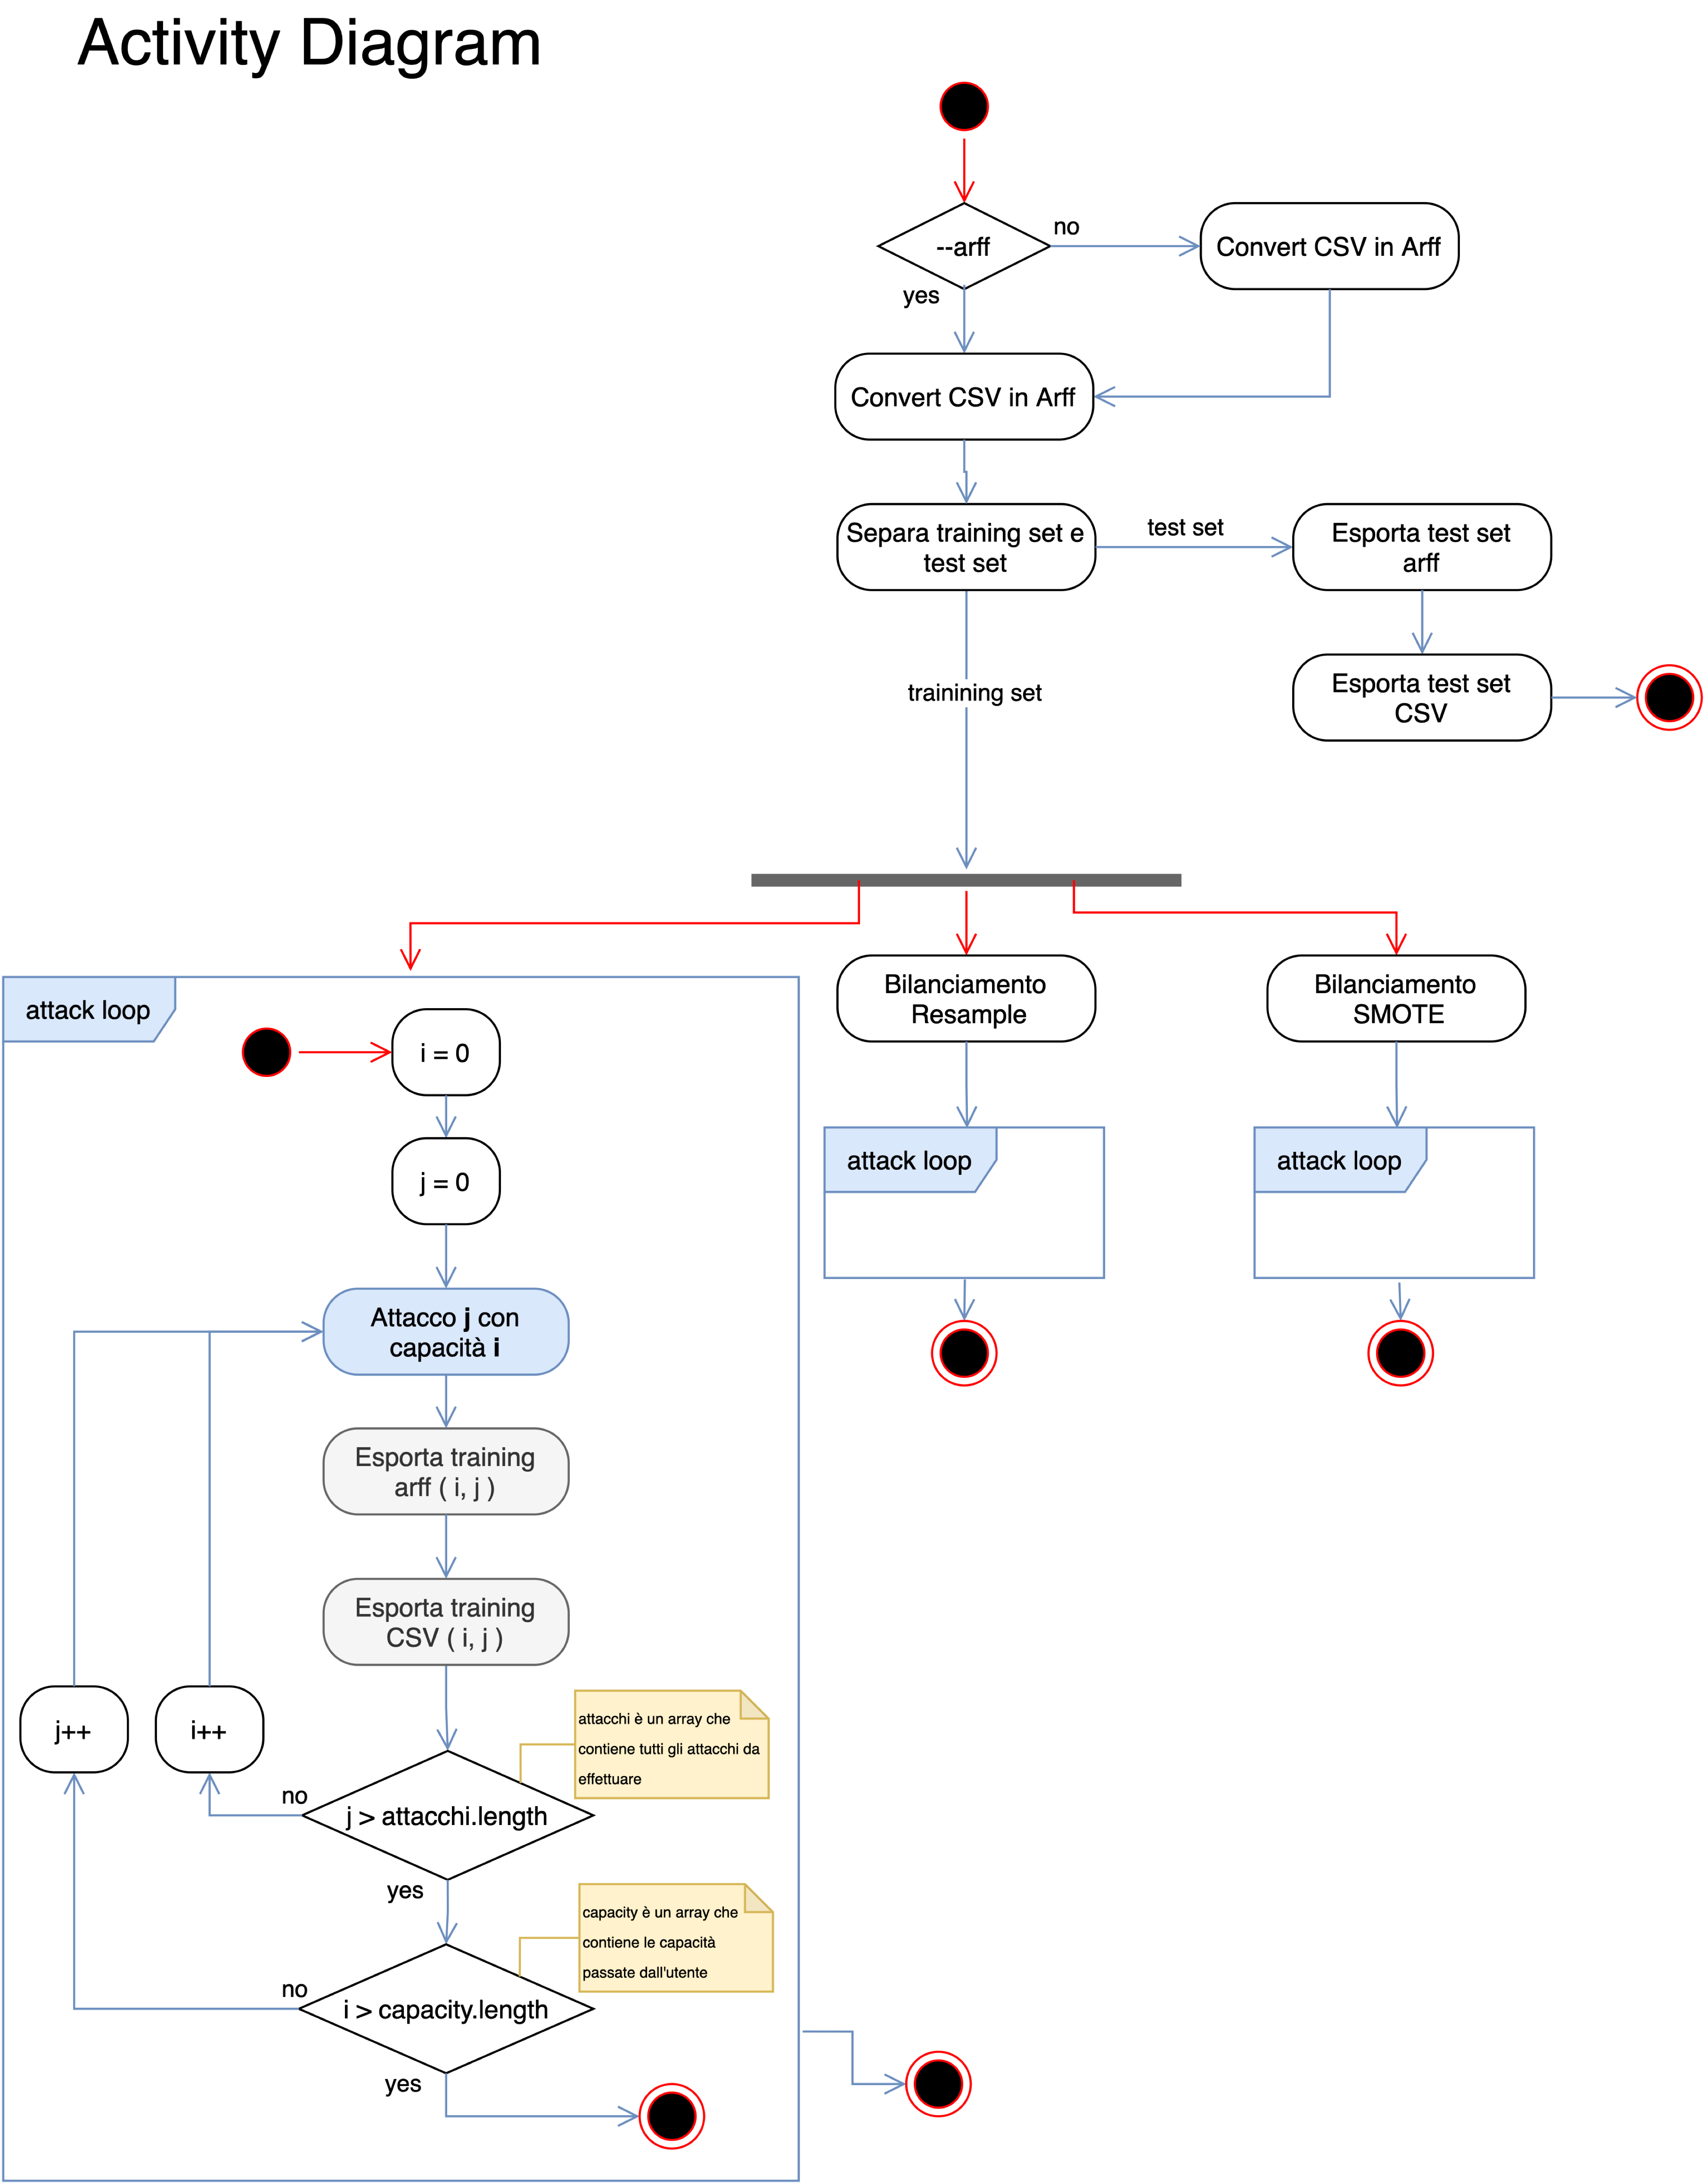 Activity Diagram
--arff
no
Convert CSV in Arff
yes
Convert CSV in Arff
Separa training set e
test set
test set
Esporta test set
arff
Esporta test set
CSV
trainining set
attack loop
i = 0
j = 0
Attacco j con
capacità i
Esporta training
arff ( i, j )
Esporta training
CSV ( i, j )
j++
i++
attacchi è un array che
contiene tutti gli attacchi da
effettuare
no
j > attacchi.length
yes
capacity è un array che
contiene le capacità
passate dall'utente
no
i > capacity.length
yes
Bilanciamento
Resample
attack loop
Bilanciamento
SMOTE
attack loop